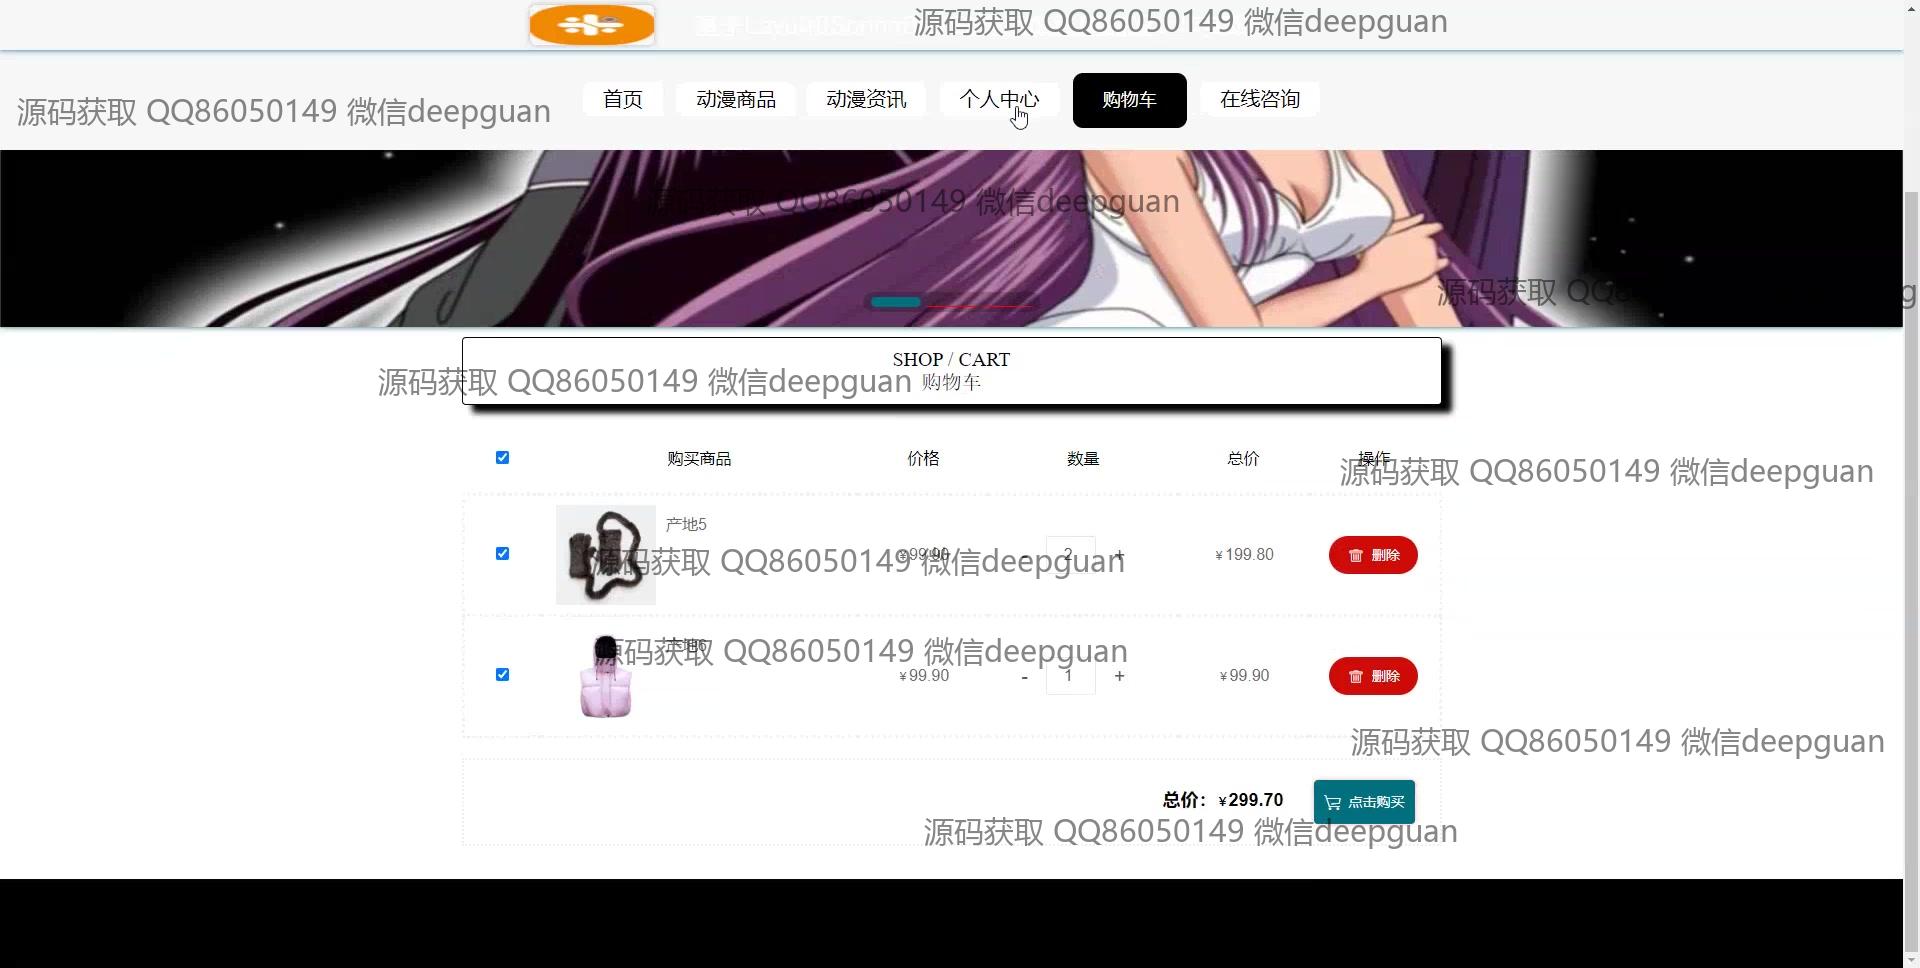 源码获取 QQ86050149 微信deepguan
首页 动漫商品 动漫资讯 个人中心 购物车 在线咨询
源码获取 QQ86050149 微信deepguan
源码获取 QQ86050149 微信deepguan
源码获取
SHOP / CART
购物车
源码获取 QQ86050149 微信deepguan
购买商品 价格 数量 总价 操作
源码获取 QQ86050149 微信deepguan
产地5
¥99.90 - 2 + ¥199.80 删除
源码获取 QQ86050149 微信deepguan
产地6
源码获取 QQ86050149 微信deepguan
¥99.90 - 1 + ¥99.90 删除
源码获取 QQ86050149 微信deepguan
总价：¥299.70 点击购买
源码获取 QQ86050149 微信deepguan